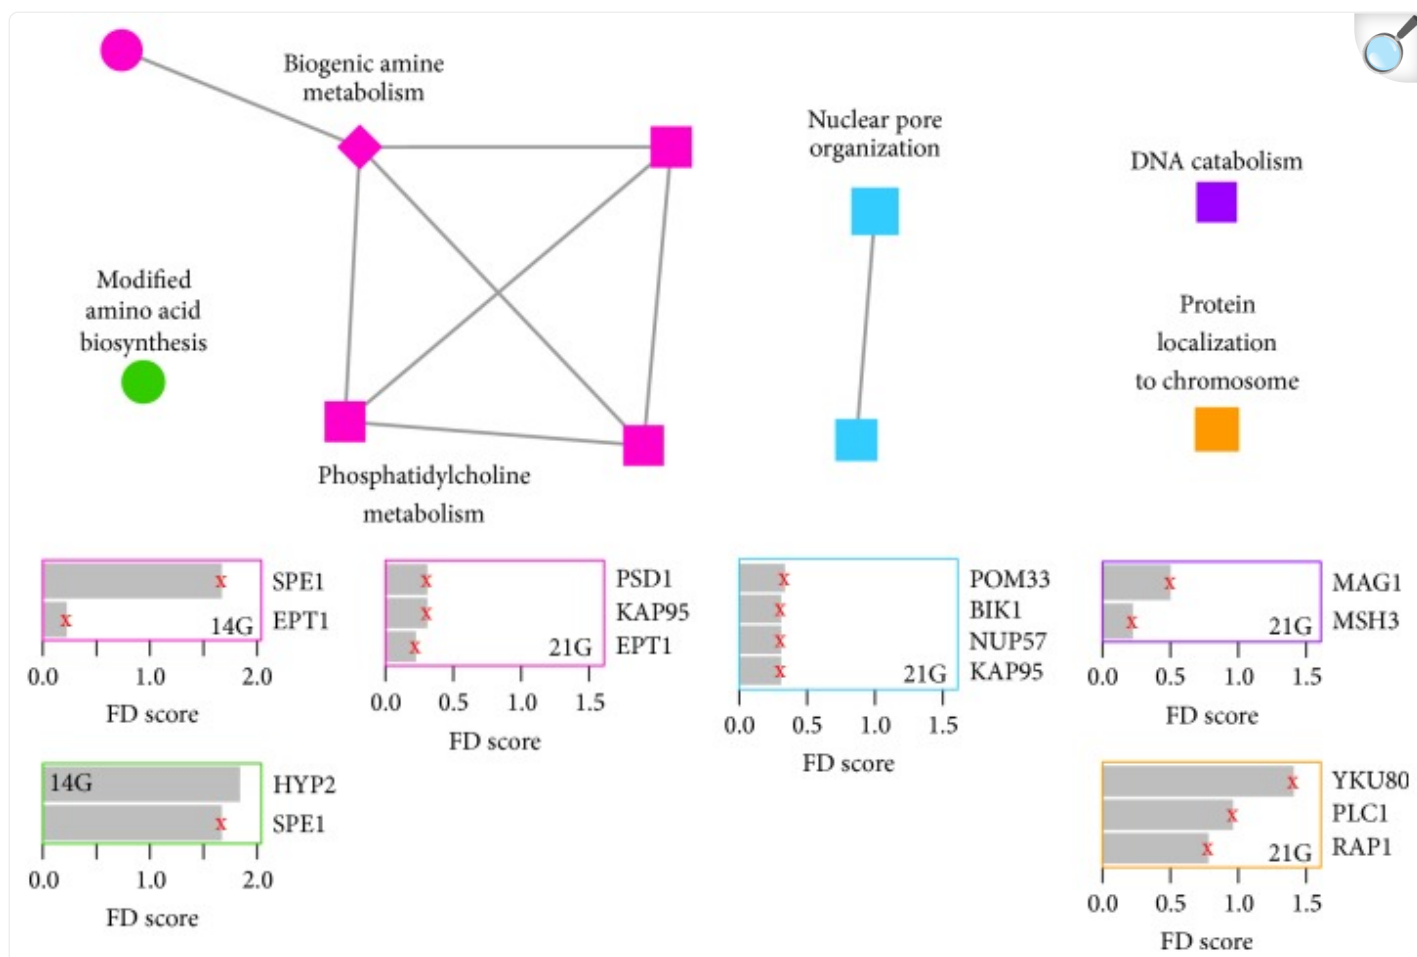 Biogenic amine
metabolism
Nuclear pore
organization
DNA catabolism
Modified
amino acid
biosynthesis
Protein
localization
to chromosome
Phosphatidylcholine
metabolism
x SPE1
x EPT1
14G
0.0 1.0 2.0
FD score
x PSD1
x KAP95
x EPT1
21G
0.0 0.5 1.0 1.5
FD score
x POM33
x BIK1
x NUP57
x KAP95
21G
0.0 0.5 1.0 1.5
FD score
x MAG1
x MSH3
21G
0.0 0.5 1.0 1.5
FD score
14G HYP2
x SPE1
0.0 1.0 2.0
FD score
x YKU80
x PLC1
x RAP1
21G
0.0 0.5 1.0 1.5
FD score